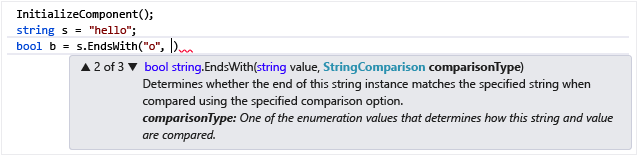 InitializeComponent();
string s = "hello";
bool b = s.EndsWith("o", )
▲ 2 of 3 ▼ bool string.EndsWith(string value, StringComparison comparisonType)
Determines whether the end of this string instance matches the specified string when
compared using the specified comparison option.
comparisonType: One of the enumeration values that determines how this string and value
are compared.